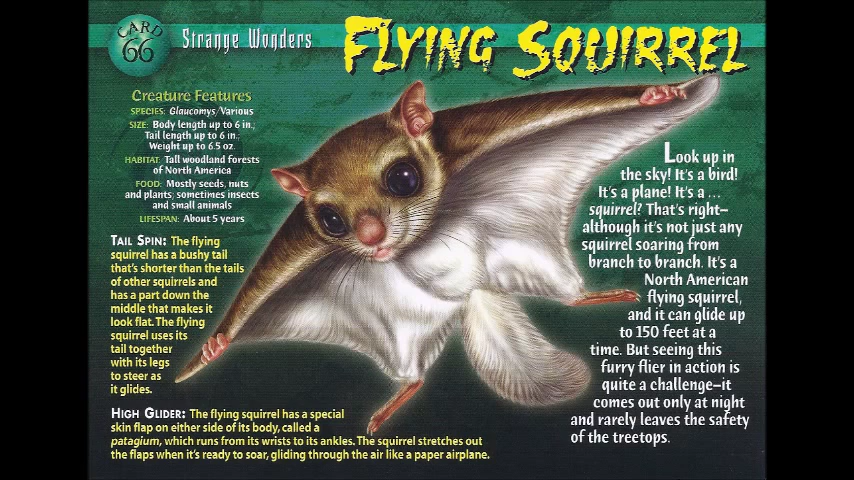 CARD
66
Strange Wonders
FLYING SQUIRREL
Creature Features
SPECIES: Glaucomys/Various
SIZE: Body length up to 6 in.;
Tail length up to 6 in.;
Weight up to 6.5 oz.
HABITAT: Tall woodland forests
of North America
FOOD: Mostly seeds, nuts
and plants; sometimes insects
and small animals
LIFESPAN: About 5 years
TAIL SPIN: The flying
squirrel has a bushy tail
that's shorter than the tails
of other squirrels and
has a part down the
middle that makes it
look flat. The flying
squirrel uses its
tail together
with its legs
to steer as
it glides.
HIGH GLIDER: The flying squirrel has a special
skin flap on either side of its body, called a
patagium, which runs from its wrists to its ankles. The squirrel stretches out
the flaps when it's ready to soar, gliding through the air like a paper airplane.
Look up in
the sky! It's a bird!
It's a plane! It's a ...
squirrel? That's right–
although it's not just any
squirrel soaring from
branch to branch. It's a
North American
flying squirrel,
and it can glide up
to 150 feet at a
time. But seeing this
furry flier in action is
quite a challenge–it
comes out only at night
and rarely leaves the safety
of the treetops.